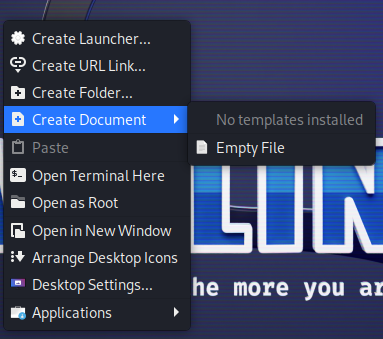 Create Launcher...
Create URL Link...
Create Folder...
Create Document
No templates installed
Empty File
Paste
Open Terminal Here
Open as Root
Open in New Window
Arrange Desktop Icons
Desktop Settings...
Applications
LIN
he more you ar